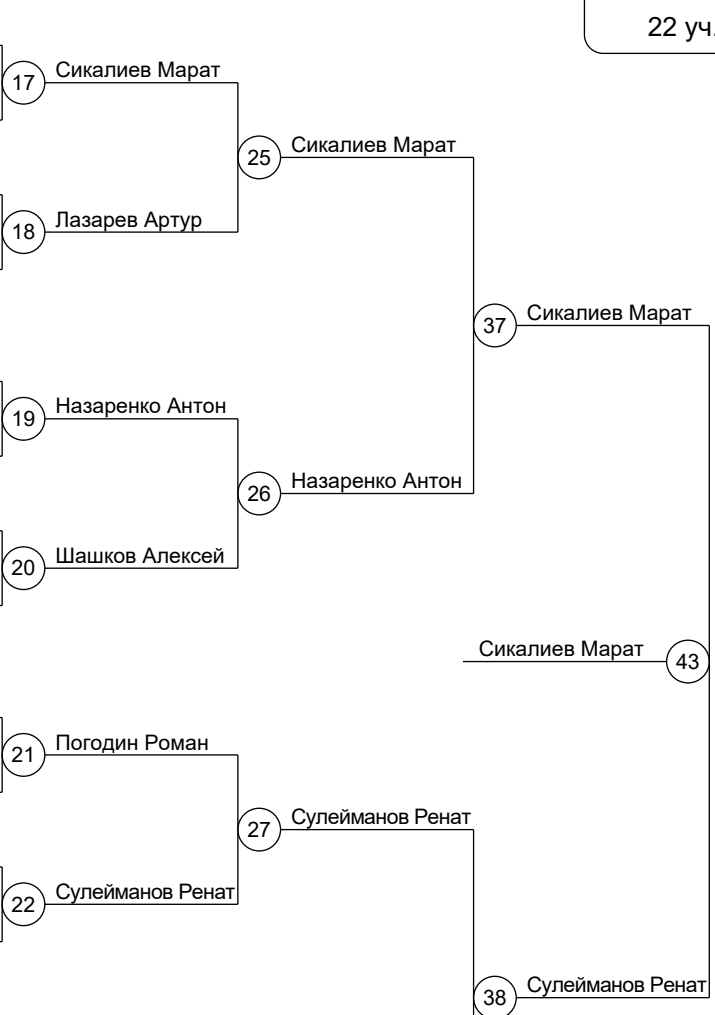 22 уч.
17 Сикалиев Марат
25 Сикалиев Марат
18 Лазарев Артур
37 Сикалиев Марат
19 Назаренко Антон
26 Назаренко Антон
20 Шашков Алексей
Сикалиев Марат 43
21 Погодин Роман
27 Сулейманов Ренат
22 Сулейманов Ренат
38 Сулейманов Ренат